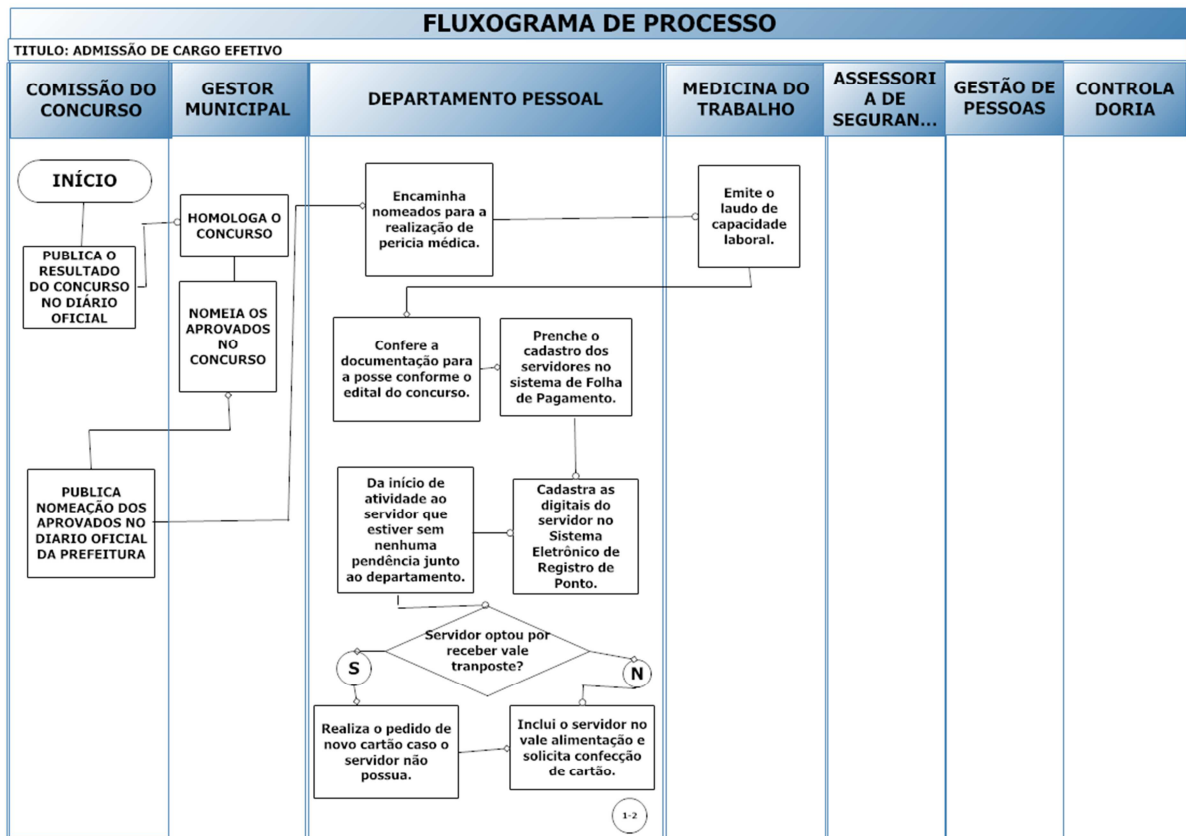 FLUXOGRAMA DE PROCESSO
TITULO: ADMISSÃO DE CARGO EFETIVO
COMISSÃO DO
CONCURSO
GESTOR
MUNICIPAL
DEPARTAMENTO PESSOAL
MEDICINA DO
TRABALHO
ASSESSORI
A DE
SEGURAN...
GESTÃO DE
PESSOAS
CONTROLA
DORIA
INÍCIO
PUBLICA O
RESULTADO
DO CONCURSO
NO DIÁRIO
OFICIAL
HOMOLOGA O
CONCURSO
NOMEIA OS
APROVADOS
NO
CONCURSO
PUBLICA
NOMEAÇÃO DOS
APROVADOS NO
DIARIO OFICIAL
DA PREFEITURA
Encaminha
nomeados para a
realização de
perícia médica.
Emite o
laudo de
capacidade
laboral.
Confere a
documentação para
a posse conforme o
edital do concurso.
Prenche o
cadastro dos
servidores no
sistema de Folha
de Pagamento.
Da início de
atividade ao
servidor que
estiver sem
nenhuma
pendência junto
ao departamento.
Cadastra as
digitais do
servidor no
Sistema
Eletrônico de
Registro de
Ponto.
Servidor optou por
receber vale
tranposte?
S
N
Realiza o pedido de
novo cartão caso o
servidor não
possua.
Inclui o servidor no
vale alimentação e
solicita confecção
de cartão.
1-2